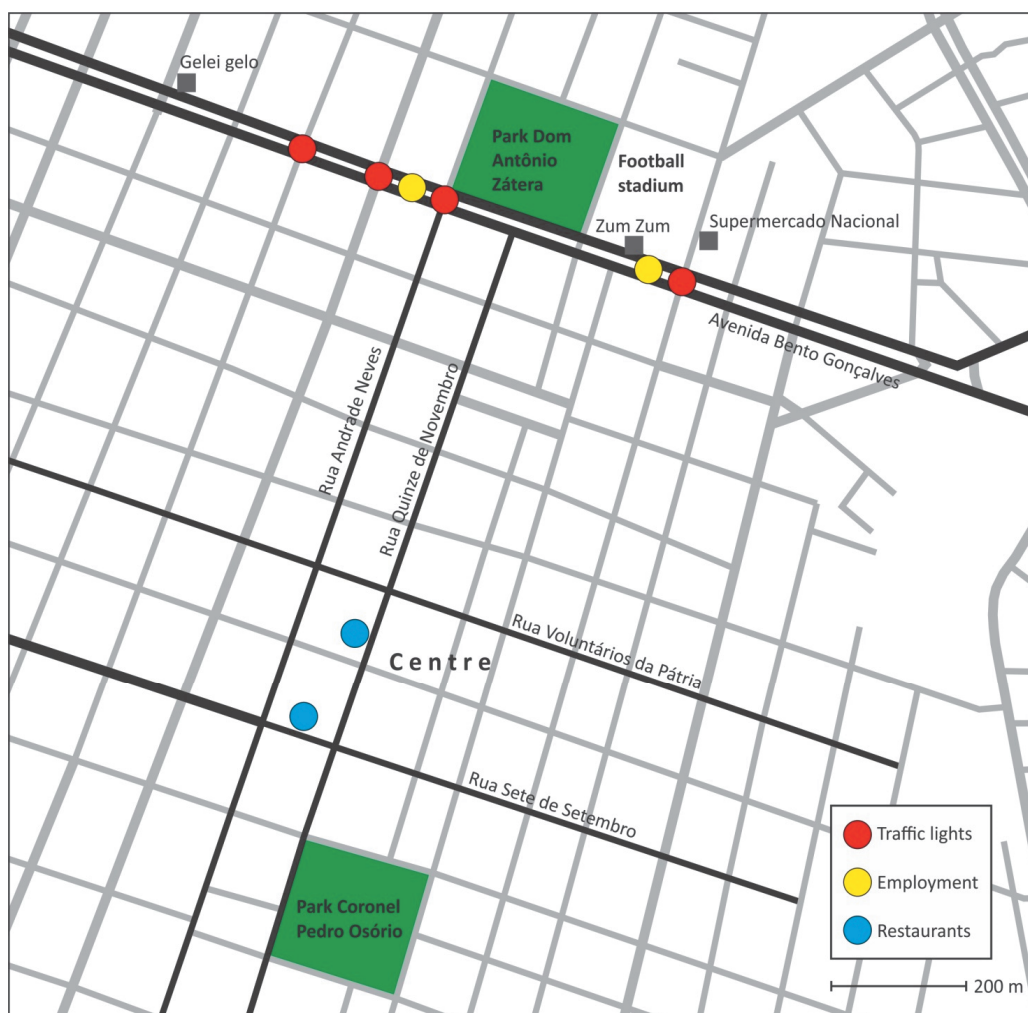 Gelei gelo
Park Dom
Antônio
Zátera
Football
stadium
Zum Zum
Supermercado Nacional
Avenida Bento Gonçalves
Rua Andrade Neves
Rua Quinze de Novembro
Rua Voluntários da Pátria
Centre
Rua Sete de Setembro
Park Coronel
Pedro Osório
Traffic lights
Employment
Restaurants
200 m